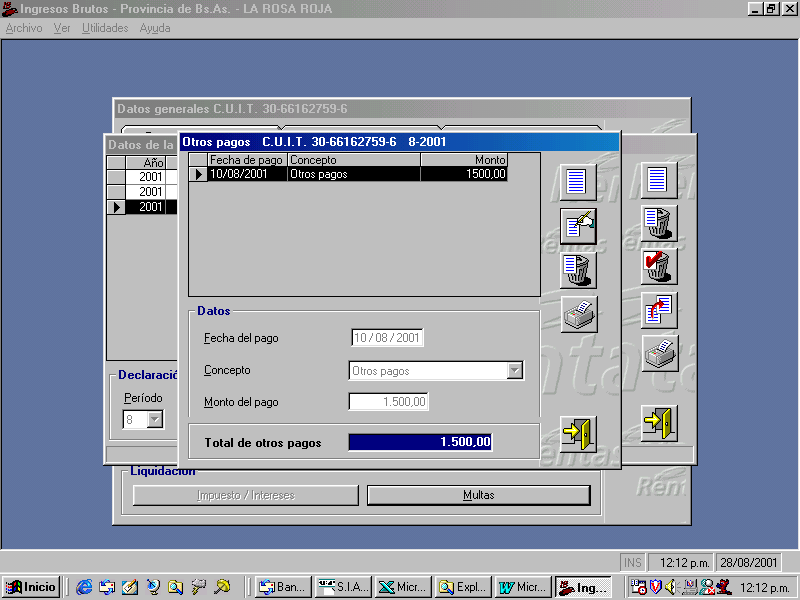 Ingresos Brutos - Provincia de Bs.As. - LA ROSA ROJA
Archivo Ver Utilidades Ayuda
Datos generales C.U.I.T. 30-66162759-6
Datos de la
Año
2001
2001
2001
Declaració
Período
8
Otros pagos C.U.I.T. 30-66162759-6 8-2001
Fecha de pago Concepto Monto
10/08/2001 Otros pagos 1500,00
Datos
Fecha del pago 10/08/2001
Concepto Otros pagos
Monto del pago 1.500,00
Total de otros pagos 1.500,00
Liquidación
Impuesto / Intereses Multas
Rentas
INS 12:12 p.m. 28/08/2001
Inicio Ban... S.I.A... Micr... Expl... Micr... Ing... 12:12 p.m.